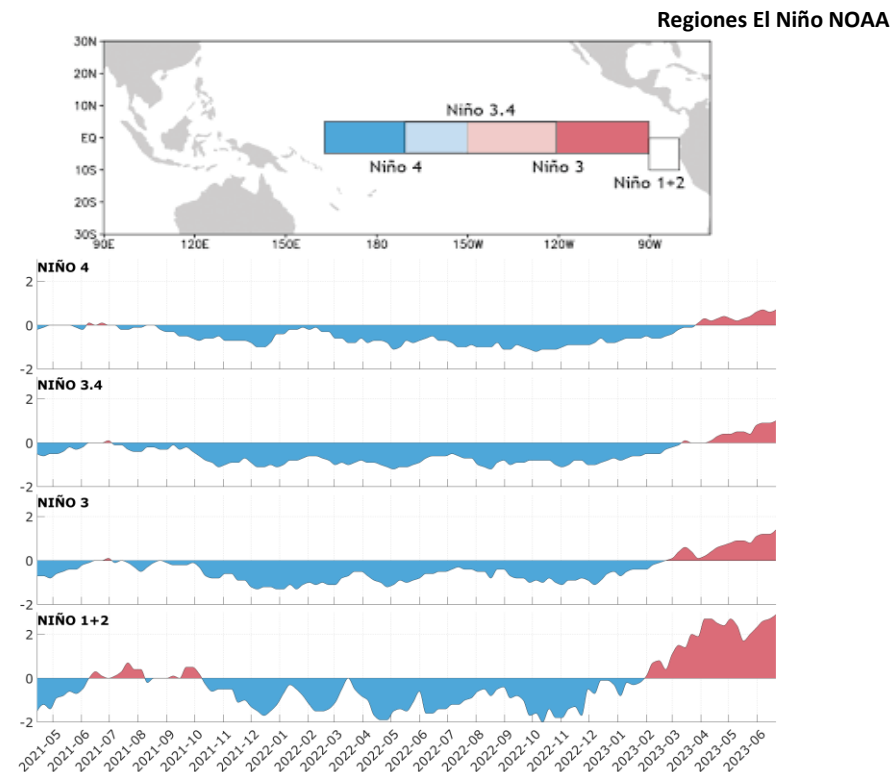 Regiones El Niño NOAA
30N
20N
10N
EQ
10S
20S
30S
Niño 3.4
Niño 4
Niño 3
Niño 1+2
90E 120E 150E 180 150W 120W 90W
NIÑO 4
2
0
-2
NIÑO 3.4
2
0
-2
NIÑO 3
2
0
-2
NIÑO 1+2
2
0
-2
2021-05 2021-06 2021-07 2021-08 2021-09 2021-10 2021-11 2021-12 2022-01 2022-02 2022-03 2022-04 2022-05 2022-06 2022-07 2022-08 2022-09 2022-10 2022-11 2022-12 2023-01 2023-02 2023-03 2023-04 2023-05 2023-06